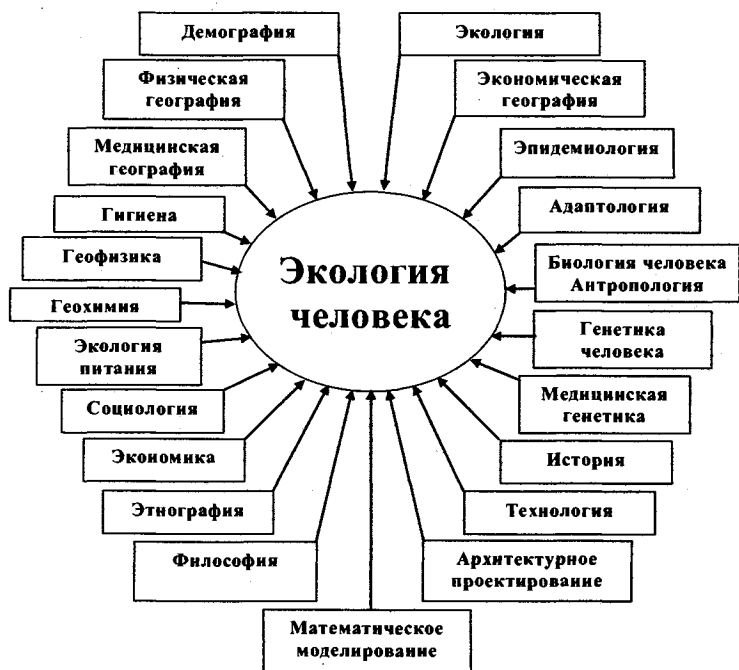 Демография
Экология
Физическая
география
Экономическая
география
Медицинская
география
Эпидемиология
Гигиена
Адаптология
Геофизика
Биология человека
Антропология
Экология
человека
Геохимия
Генетика
человека
Экология
питания
Социология
Медицинская
генетика
Экономика
История
Этнография
Технология
Философия
Архитектурное
проектирование
Математическое
моделирование